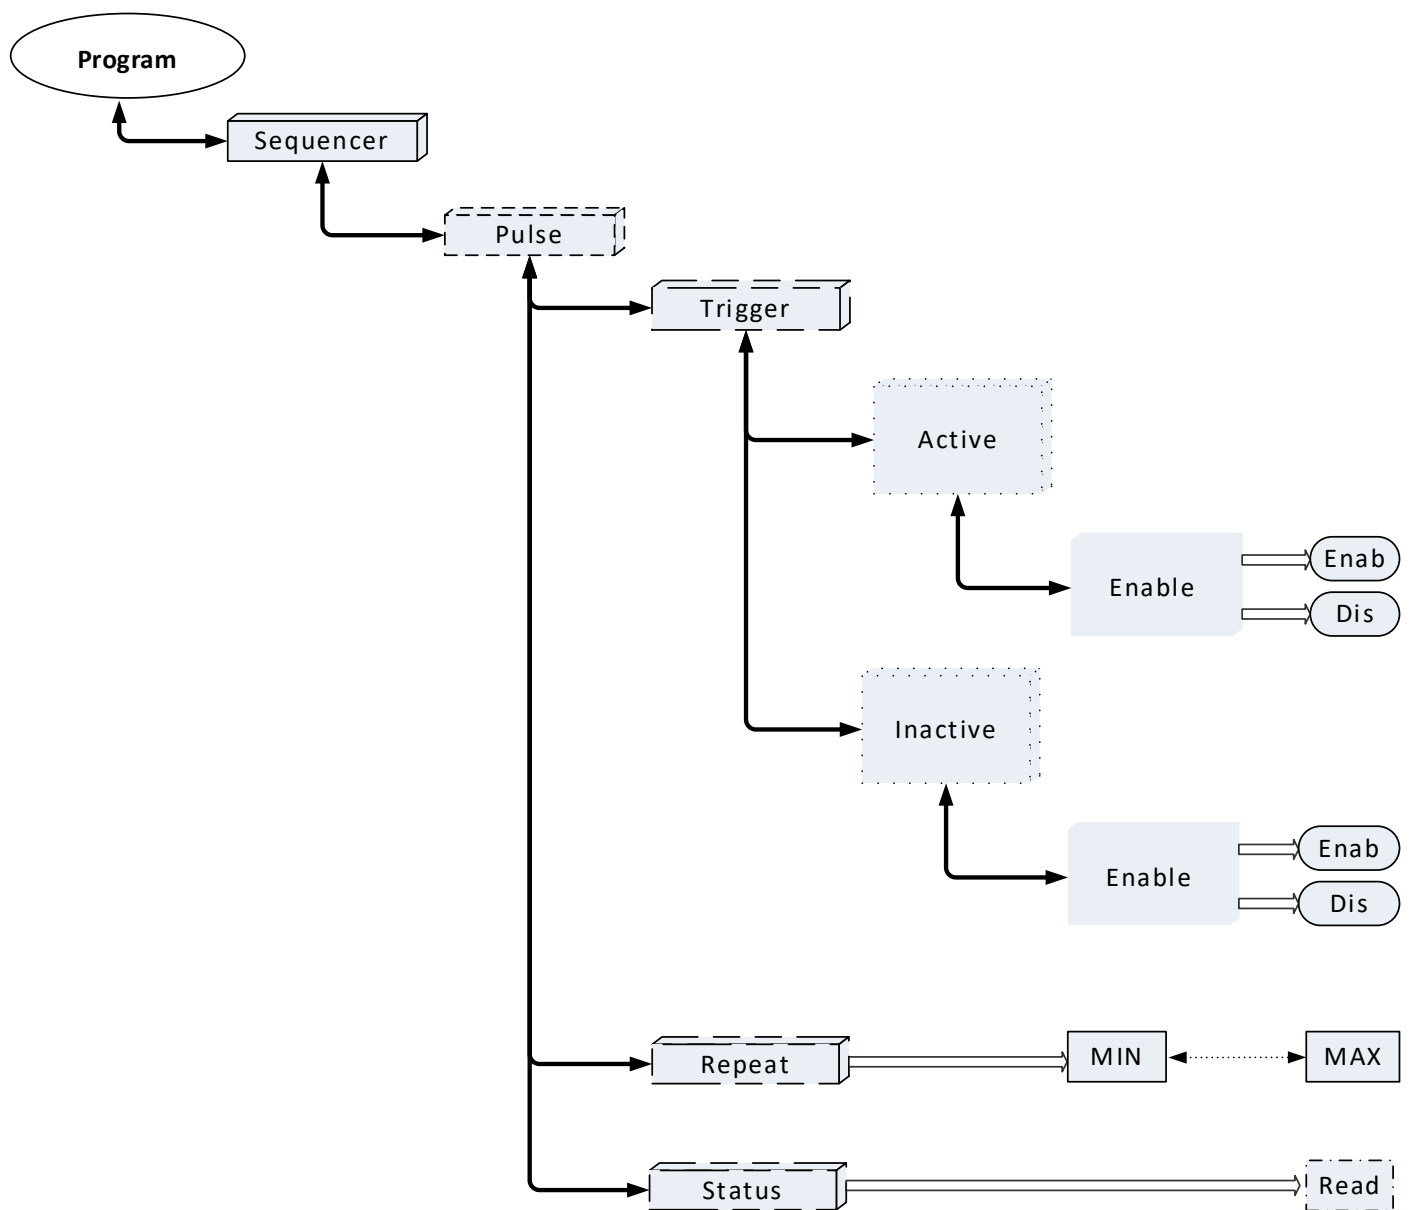 Program
Sequencer
Pulse
Trigger
Active
Enable
Enab
Dis
Inactive
Enable
Enab
Dis
Repeat
MIN
MAX
Status
Read